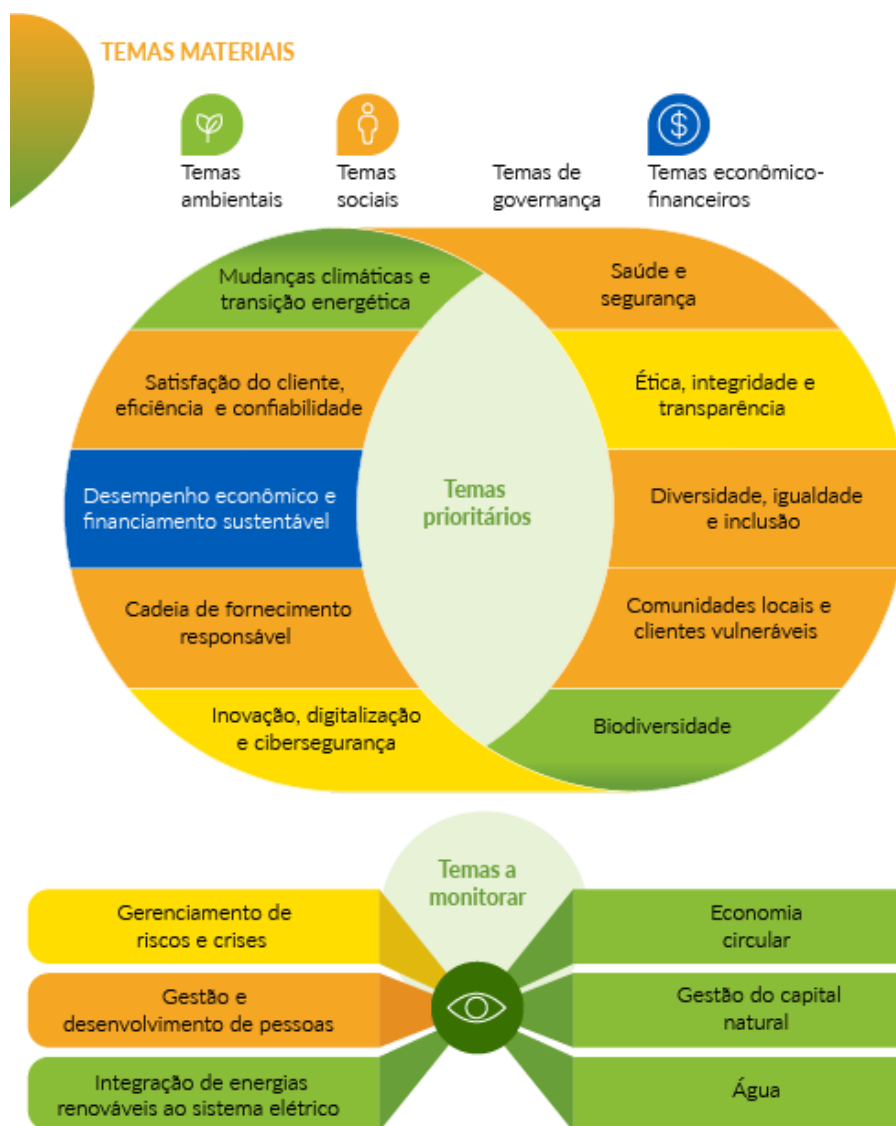 TEMAS MATERIAIS
Temas
ambientais
Temas
sociais
Temas de
governança
Temas econômico-
financeiros
Mudanças climáticas e
transição energética
Satisfação do cliente,
eficiência e confiabilidade
Desempenho econômico e
financiamento sustentável
Cadeia de fornecimento
responsável
Inovação, digitalização
e cibersegurança
Temas
prioritários
Saúde e
segurança
Ética, integridade e
transparência
Diversidade, igualdade
e inclusão
Comunidades locais e
clientes vulneráveis
Biodiversidade
Temas a
monitorar
Gerenciamento de
riscos e crises
Gestão e
desenvolvimento de pessoas
Integração de energias
renováveis ao sistema elétrico
Economia
circular
Gestão do capital
natural
Água